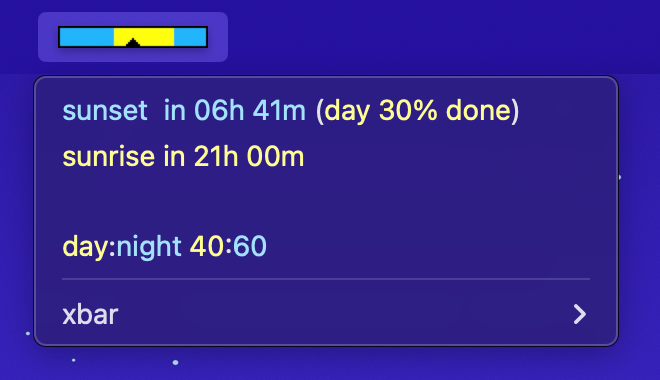 sunset  in 06h 41m (day 30% done)
sunrise in 21h 00m
day:night 40:60
xbar